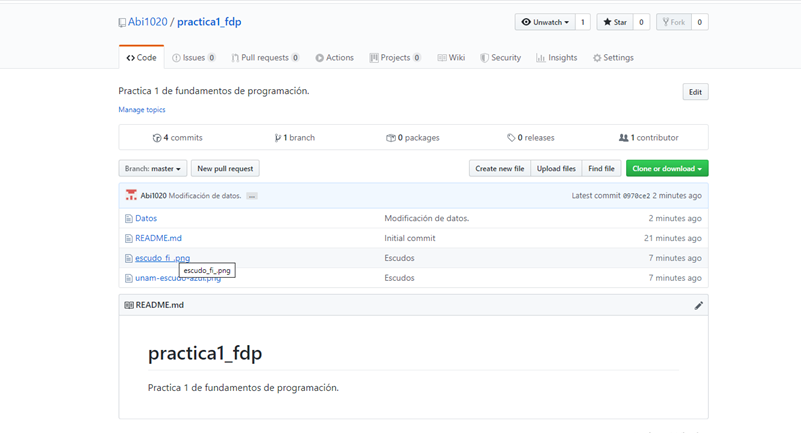 Abi1020 / practica1_fdp
Unwatch 1 Star 0 Fork 0
Code Issues 0 Pull requests 0 Actions Projects 0 Wiki Security Insights Settings
Practica 1 de fundamentos de programación. Edit
Manage topics
4 commits 1 branch 0 packages 0 releases 1 contributor
Branch: master New pull request Create new file Upload files Find file Clone or download
Abi1020 Modificación de datos. ... Latest commit 0970ce2 2 minutes ago
Datos Modificación de datos. 2 minutes ago
README.md Initial commit 21 minutes ago
escudo_fi_.png Escudos 7 minutes ago
escudo_fi_.png
unam-escudo-azul.png Escudos 7 minutes ago
README.md
practica1_fdp
Practica 1 de fundamentos de programación.